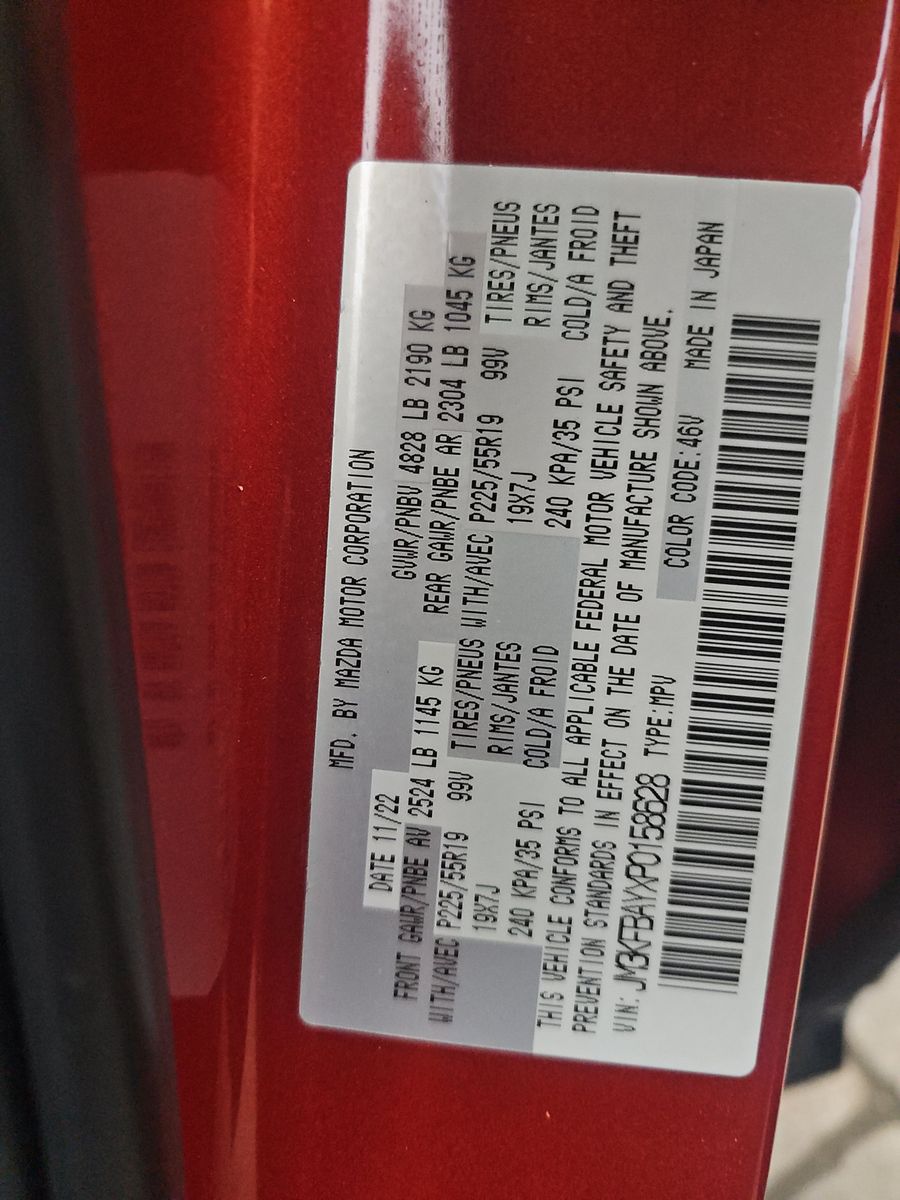 MFD. BY MAZDA MOTOR CORPORATION
DATE 11/22 GVWR/PNBV 4828 LB 2190 KG
FRONT GAWR/PNBE AV 2524 LB 1145 KG REAR GAWR/PNBE AR 2304 LB 1045 KG
WITH/AVEC P225/55R19 99V TIRES/PNEUS WITH/AVEC P225/55R19 99V TIRES/PNEUS
19X7J RIMS/JANTES 19X7J RIMS/JANTES
240 KPA/35 PSI COLD/A FROID 240 KPA/35 PSI COLD/A FROID
THIS VEHICLE CONFORMS TO ALL APPLICABLE FEDERAL MOTOR VEHICLE SAFETY AND THEFT
PREVENTION STANDARDS IN EFFECT ON THE DATE OF MANUFACTURE SHOWN ABOVE.
VIN: JM3KFBAYXP0158628 TYPE:MPV COLOR CODE:46V MADE IN JAPAN